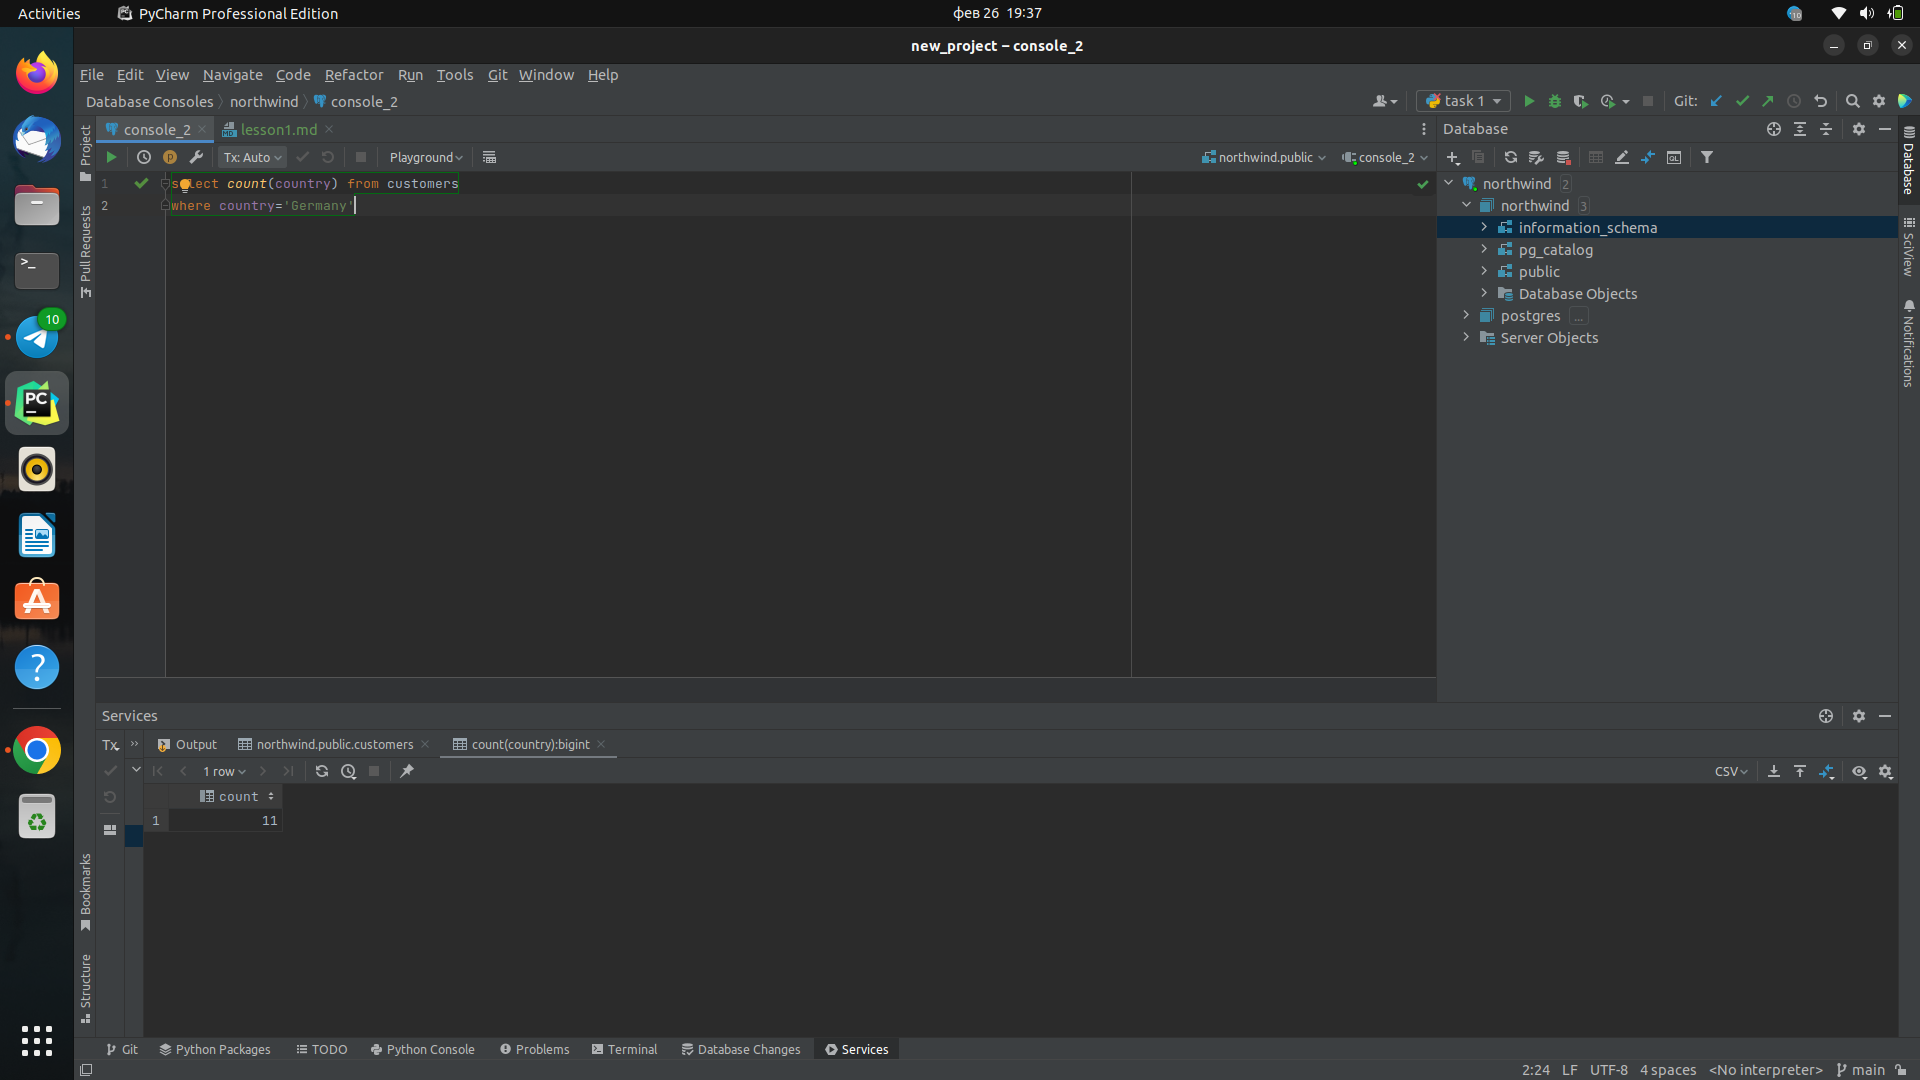 Activities
PyCharm Professional Edition
фев 26 19:37
10
new_project – console_2
File Edit View Navigate Code Refactor Run Tools Git Window Help
Database Consoles northwind console_2
task 1
Git:
console_2
lesson1.md
Database
Tx: Auto
Playground
northwind.public
console_2
1
select count(country) from customers
2
where country='Germany'
northwind 2
northwind 3
information_schema
pg_catalog
public
Database Objects
postgres ...
Server Objects
Project
Pull Requests
Bookmarks
Structure
Database
SciView
Notifications
10
PC
Services
Tx
Output
northwind.public.customers
count(country):bigint
1 row
CSV
count
1
11
Git
Python Packages
TODO
Python Console
Problems
Terminal
Database Changes
Services
2:24 LF UTF-8 4 spaces <No interpreter> main